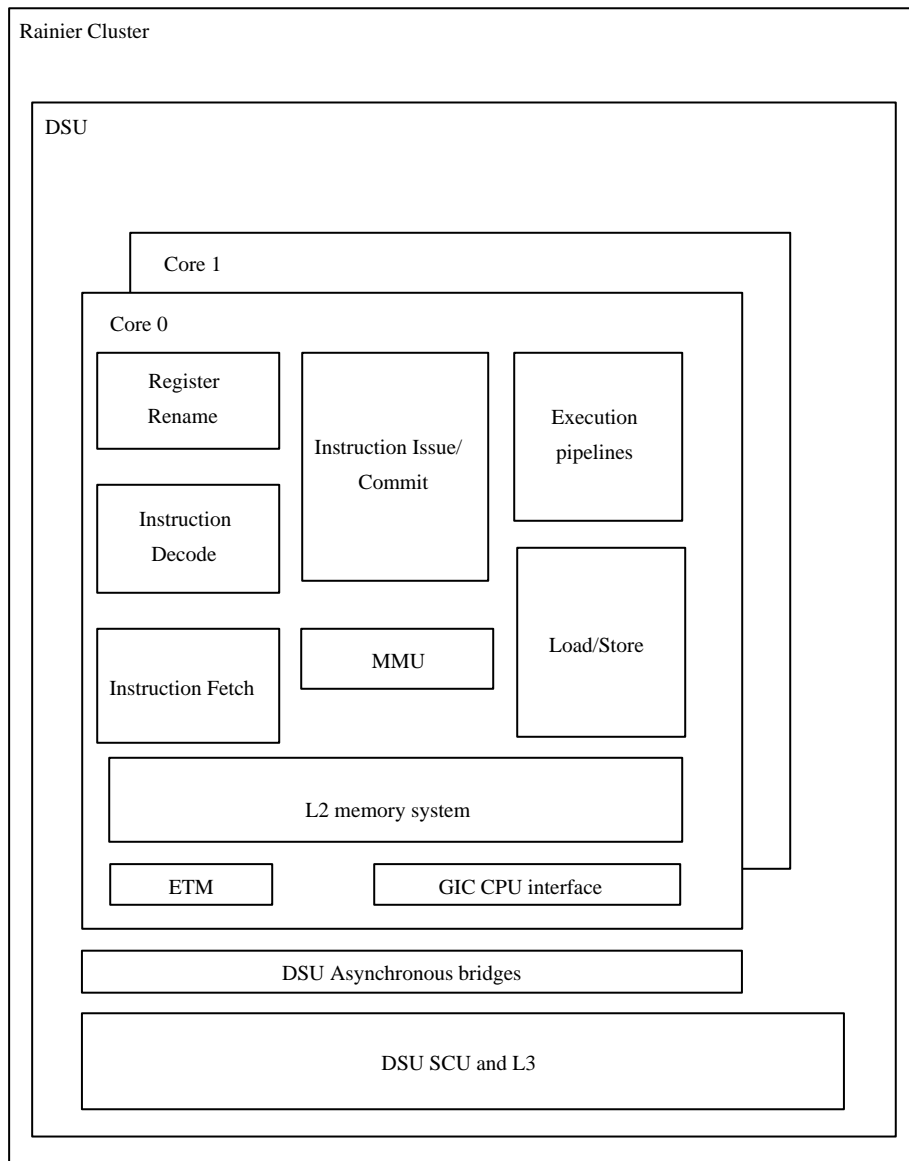 Rainier Cluster
DSU
Core 1
Core 0
Register
Rename
Instruction Issue/
Commit
Execution
pipelines
Instruction
Decode
Load/Store
MMU
Instruction Fetch
L2 memory system
ETM
GIC CPU interface
DSU Asynchronous bridges
DSU SCU and L3